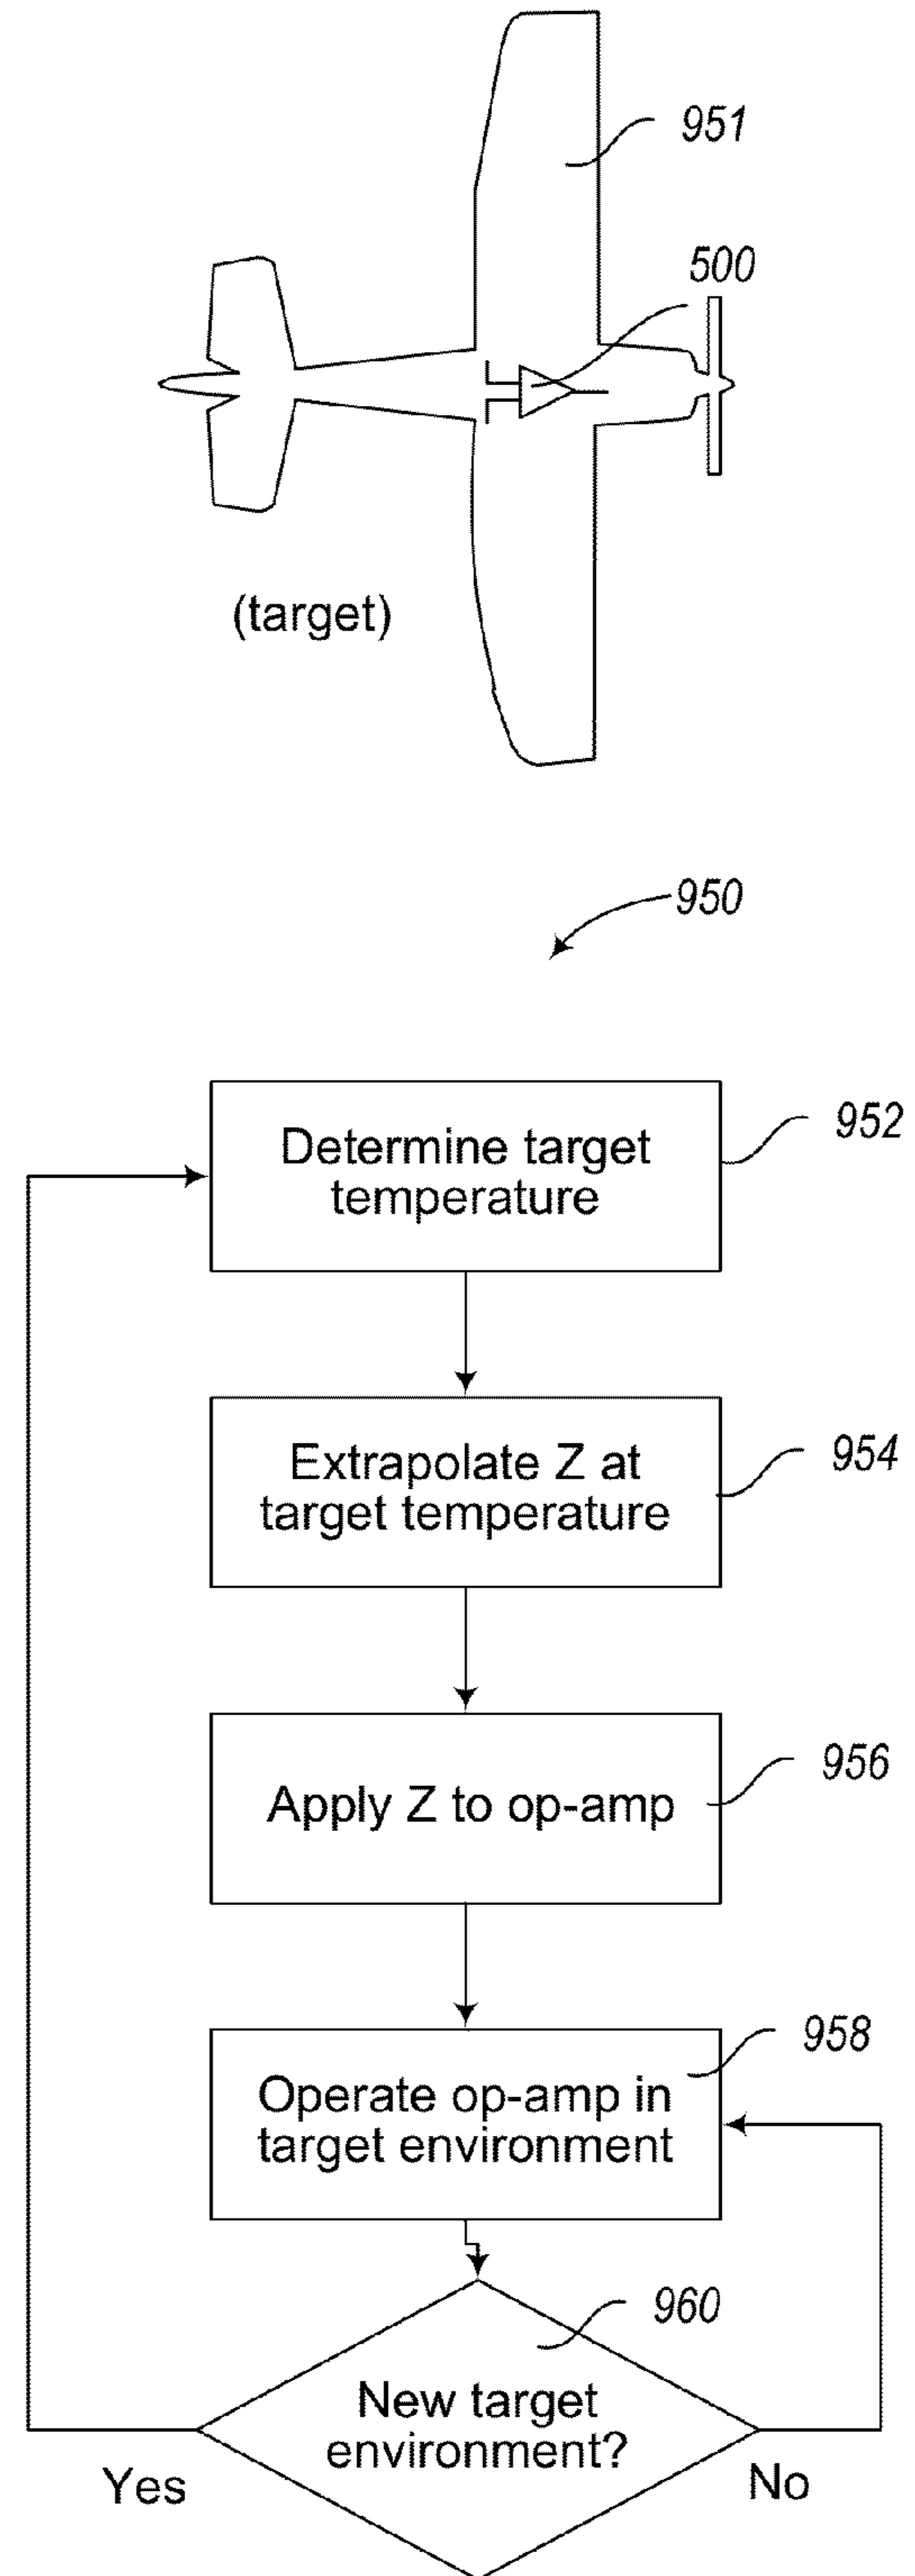 951
500
(target)
950
Determine target
temperature
952
Extrapolate Z at
target temperature
954
Apply Z to op-amp
956
Operate op-amp in
target environment
958
960
New target
environment?
Yes
No